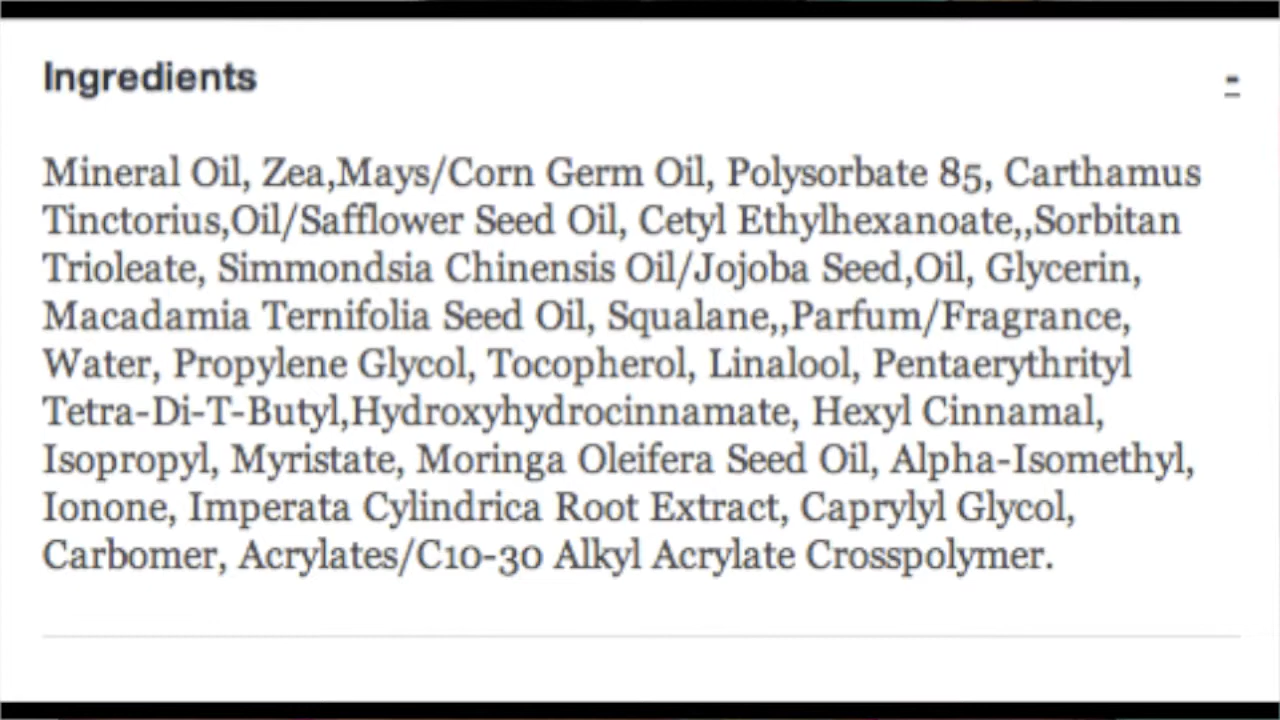 Ingredients
-
Mineral Oil, Zea,Mays/Corn Germ Oil, Polysorbate 85, Carthamus
Tinctorius,Oil/Safflower Seed Oil, Cetyl Ethylhexanoate,,Sorbitan
Trioleate, Simmondsia Chinensis Oil/Jojoba Seed,Oil, Glycerin,
Macadamia Ternifolia Seed Oil, Squalane,,Parfum/Fragrance,
Water, Propylene Glycol, Tocopherol, Linalool, Pentaerythrityl
Tetra-Di-T-Butyl,Hydroxyhydrocinnamate, Hexyl Cinnamal,
Isopropyl, Myristate, Moringa Oleifera Seed Oil, Alpha-Isomethyl,
Ionone, Imperata Cylindrica Root Extract, Caprylyl Glycol,
Carbomer, Acrylates/C10-30 Alkyl Acrylate Crosspolymer.